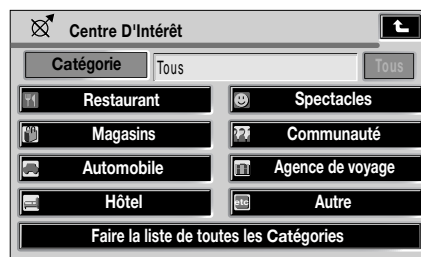 Centre D'Intérêt
Catégorie Tous Tous
Restaurant Spectacles
Magasins Communauté
Automobile Agence de voyage
Hôtel etc Autre
Faire la liste de toutes les Catégories